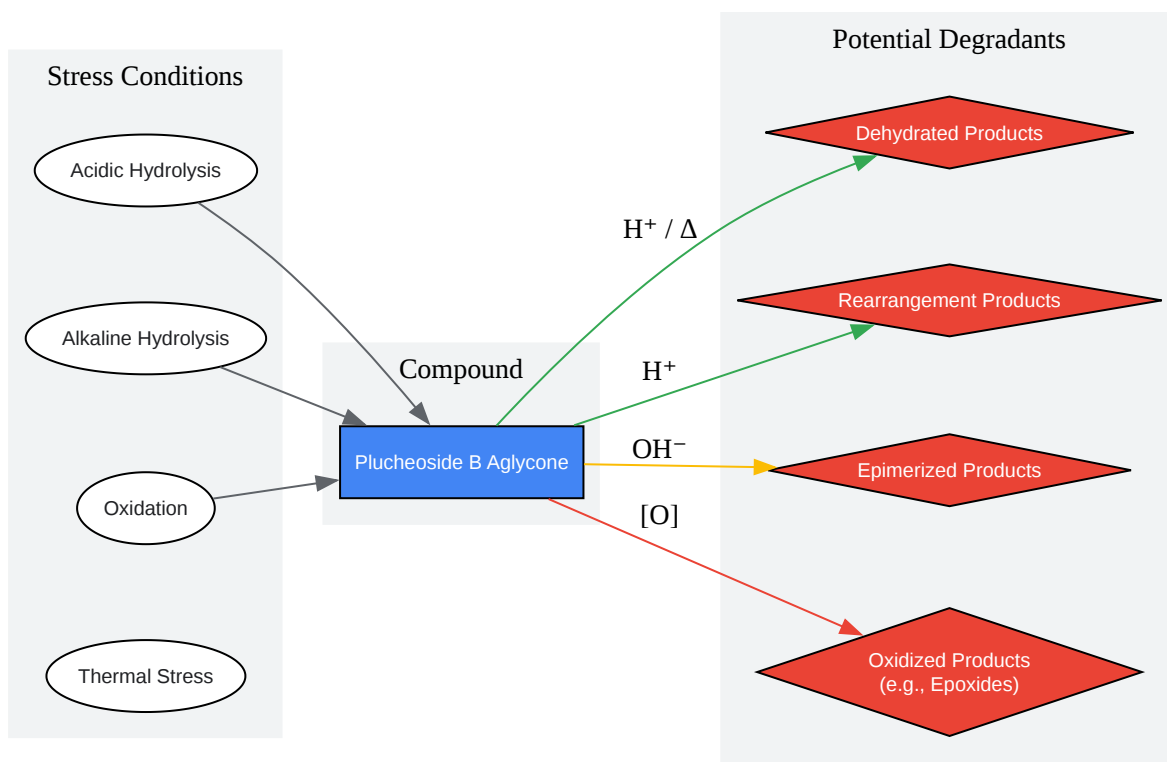 Stress Conditions
Acidic Hydrolysis
Alkaline Hydrolysis
Oxidation
Thermal Stress
Compound
Plucheoside B Aglycone
H⁺ / Δ
H⁺
OH⁻
[O]
Potential Degradants
Dehydrated Products
Rearrangement Products
Epimerized Products
Oxidized Products
(e.g., Epoxides)